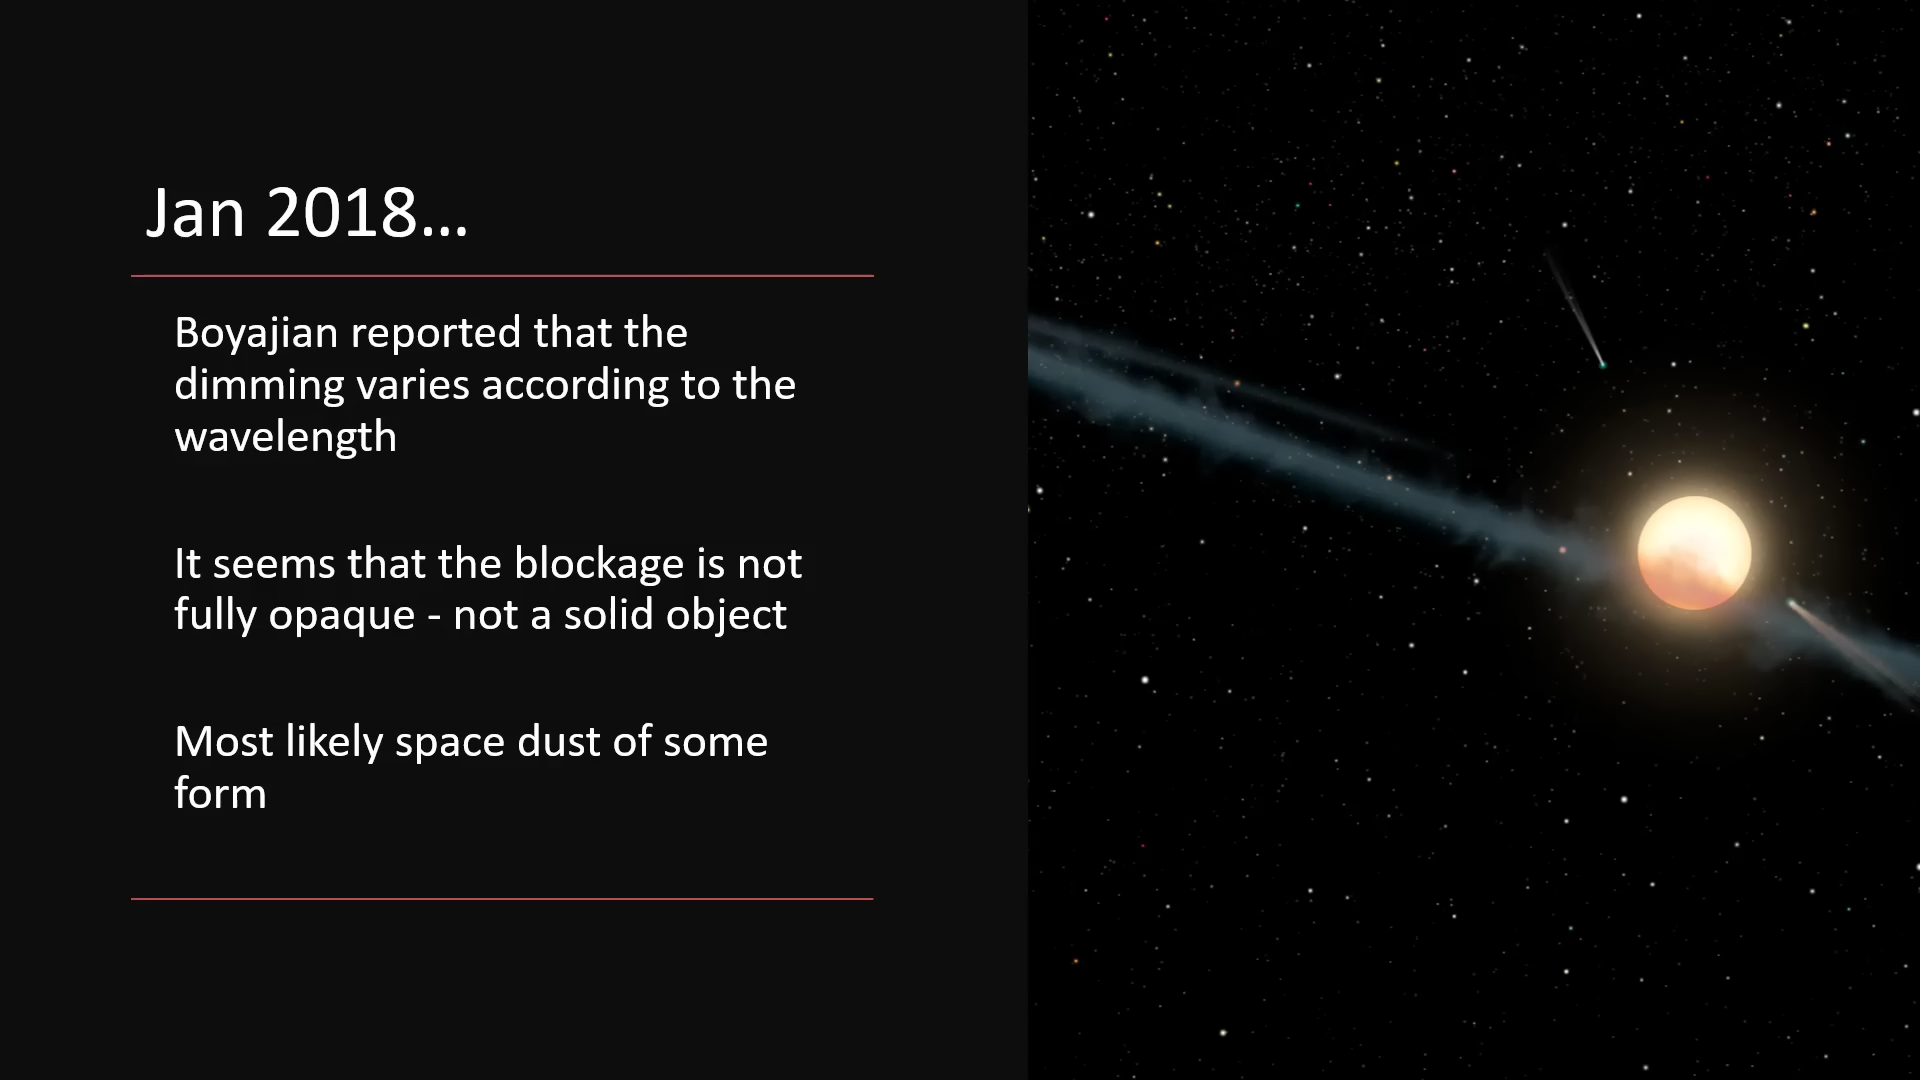 Jan 2018...
Boyajian reported that the
dimming varies according to the
wavelength
It seems that the blockage is not
fully opaque - not a solid object
Most likely space dust of some
form